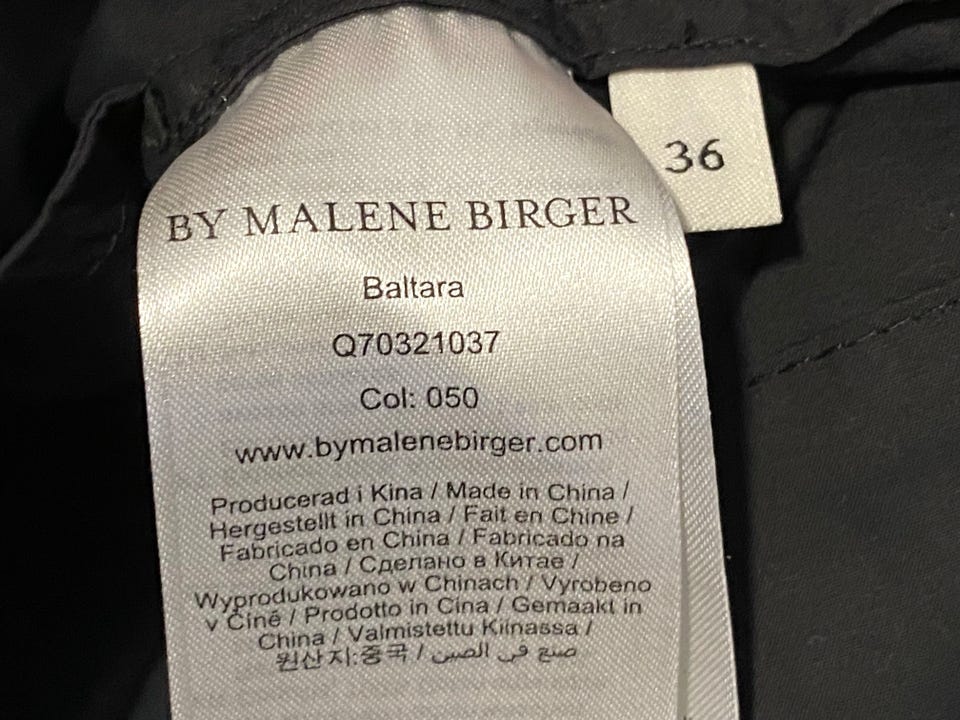 BY MALENE BIRGER
36
Baltara
Q70321037
Col: 050
www.bymalenebirger.com
Producerad i Kina / Made in China /
Hergestellt in China / Fait en Chine /
Fabricado en China / Fabricado na
China / Сделано в Китае /
Wyprodukowano w Chinach / Vyrobeno
v Číně / Prodotto in Cina / Gemaakt in
China / Valmistettu Kiinassa /
원산지:중국 / صنع في الصين